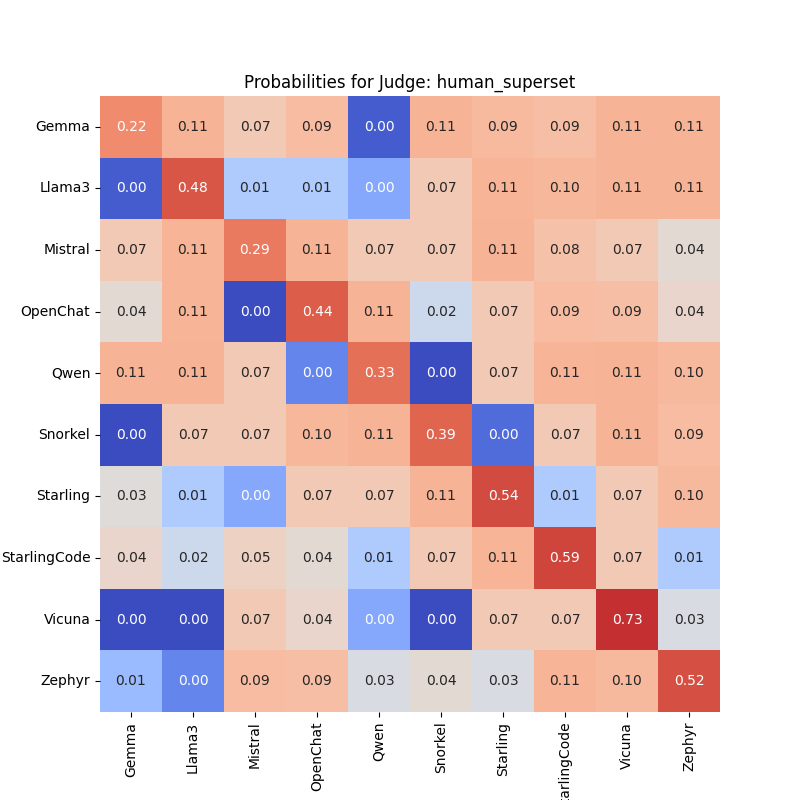 Probabilities for Judge: human_superset
Gemma 0.22 0.11 0.07 0.09 0.00 0.11 0.09 0.09 0.11 0.11
Llama3 0.00 0.48 0.01 0.01 0.00 0.07 0.11 0.10 0.11 0.11
Mistral 0.07 0.11 0.29 0.11 0.07 0.07 0.11 0.08 0.07 0.04
OpenChat 0.04 0.11 0.00 0.44 0.11 0.02 0.07 0.09 0.09 0.04
Qwen 0.11 0.11 0.07 0.00 0.33 0.00 0.07 0.11 0.11 0.10
Snorkel 0.00 0.07 0.07 0.10 0.11 0.39 0.00 0.07 0.11 0.09
Starling 0.03 0.01 0.00 0.07 0.07 0.11 0.54 0.01 0.07 0.10
StarlingCode 0.04 0.02 0.05 0.04 0.01 0.07 0.11 0.59 0.07 0.01
Vicuna 0.00 0.00 0.07 0.04 0.00 0.00 0.07 0.07 0.73 0.03
Zephyr 0.01 0.00 0.09 0.09 0.03 0.04 0.03 0.11 0.10 0.52
Gemma
Llama3
Mistral
OpenChat
Qwen
Snorkel
Starling
arlingCode
Vicuna
Zephyr